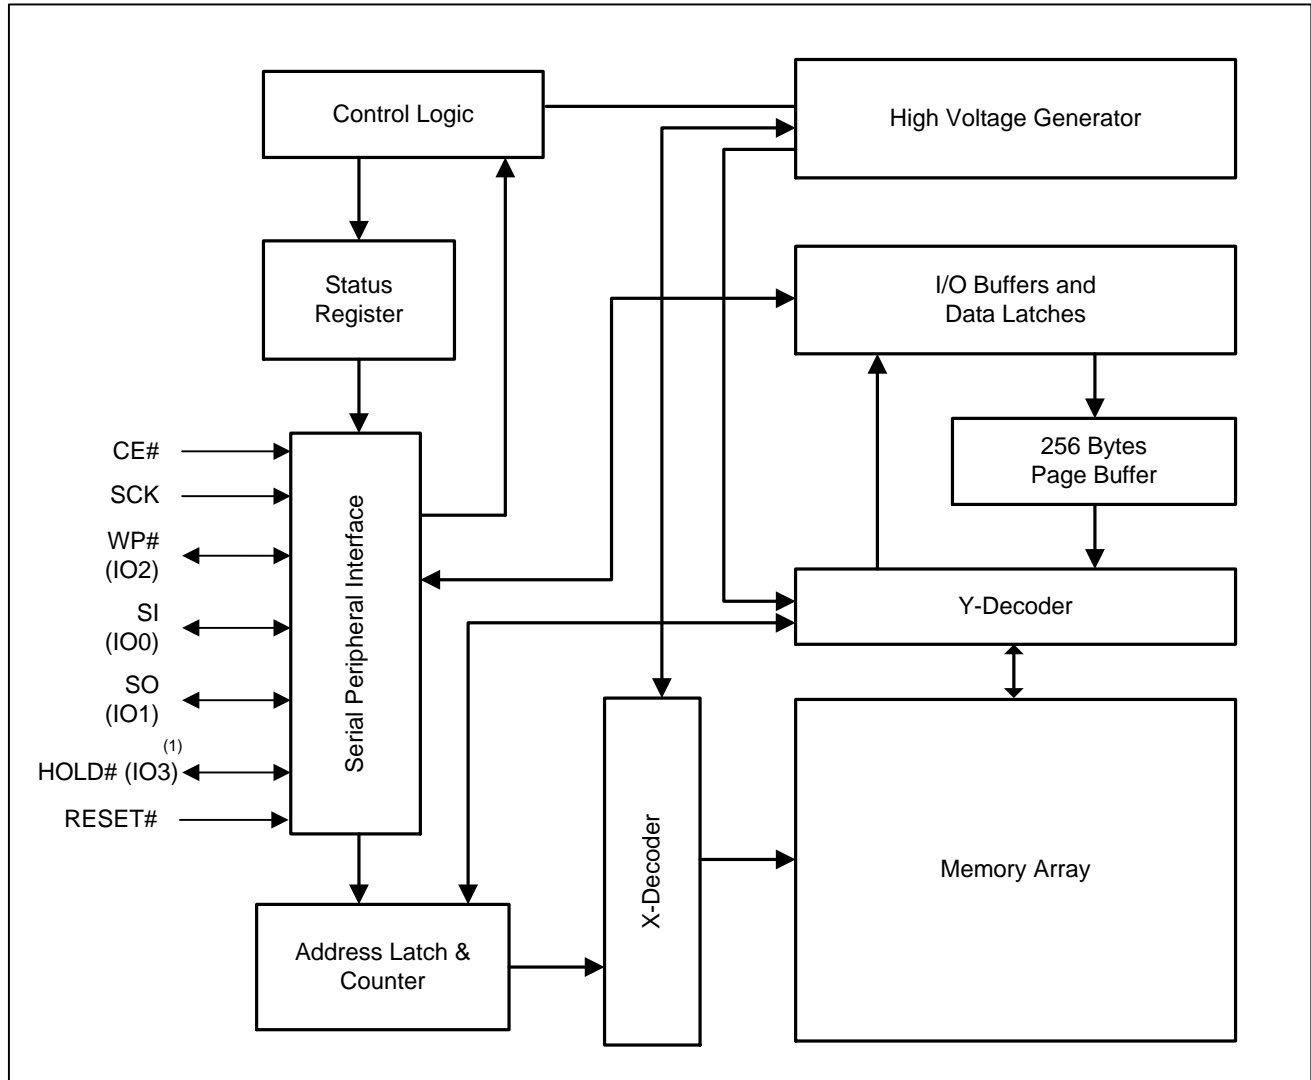 Control Logic
High Voltage Generator
Status
Register
I/O Buffers and
Data Latches
256 Bytes
Page Buffer
CE#
SCK
WP#
(IO2)
SI
(IO0)
SO
(IO1)
(1)
HOLD# (IO3)
RESET#
Serial Peripheral Interface
Y-Decoder
X-Decoder
Memory Array
Address Latch &
Counter